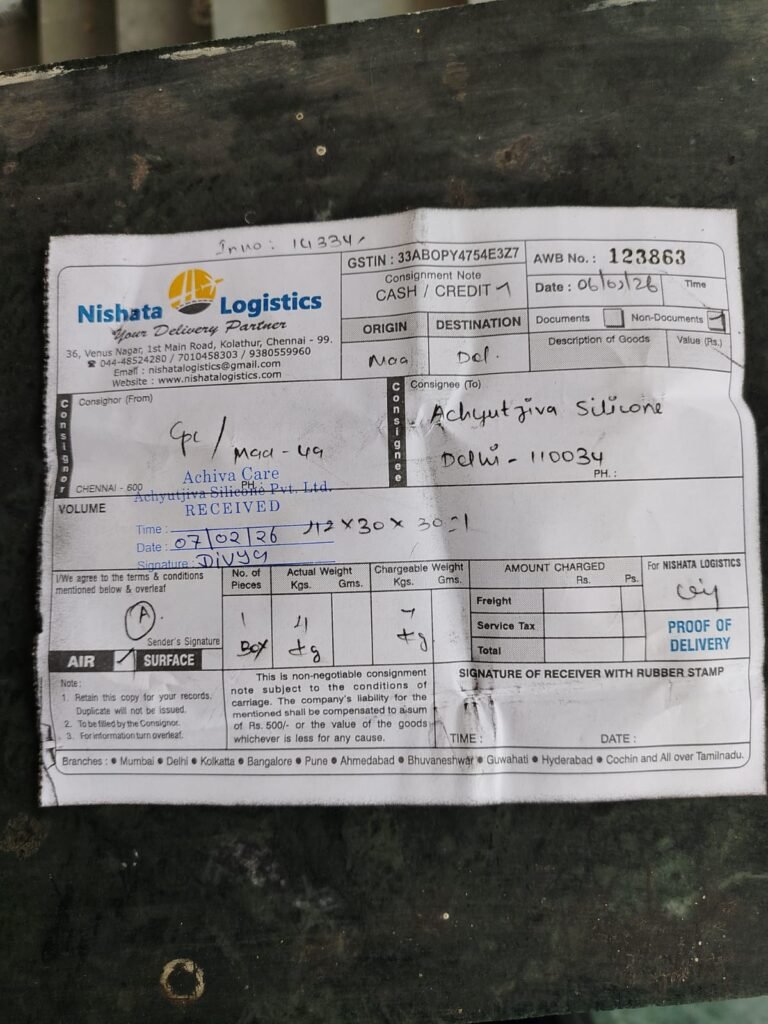 Inno: 14334
Nishata Logistics
Your Delivery Partner
36, Venus Nagar, 1st Main Road, Kolathur, Chennai - 99.
☎ 044-48524280 / 7010458303 / 9380559960
Email : nishatalogistics@gmail.com
Website : www.nishatalogistics.com
GSTIN : 33ABOPY4754E3Z7
Consignment Note
CASH / CREDIT
ORIGIN DESTINATION
Maa Del.
AWB No. : 123863
Date : 06/02/26 Time
Documents Non-Documents
Description of Goods Value (Rs.)
Consignor
Consignor (From)
Cpc / Maa - 49
CHENNAI - 600 PH. :
Consignee
Consignee (To)
Achyutjiva Silicone
Delhi - 110034
PH. :
VOLUME
Achiva Care
Achyutjiva Silicone Pvt. Ltd.
RECEIVED
Time :
Date : 07/02/26
Signature : Divya
42 x 30 x 30 = 1
I/We agree to the terms & conditions
mentioned below & overleaf
A
Sender's Signature
AIR SURFACE
No. of Pieces
1
Box
Actual Weight
Kgs. Gms.
4
kg
Chargeable Weight
Kgs. Gms.
7
kg
AMOUNT CHARGED
Rs. Ps.
Freight
Service Tax
Total
For NISHATA LOGISTICS
PROOF OF
DELIVERY
Note :
1. Retain this copy for your records.
Duplicate will not be issued.
2. To be filled by the Consignor.
3. For information turn overleaf.
This is non-negotiable consignment
note subject to the conditions of
carriage. The company's liability for the
mentioned shall be compensated to a sum
of Rs. 500/- or the value of the goods
whichever is less for any cause.
SIGNATURE OF RECEIVER WITH RUBBER STAMP
TIME : DATE :
Branches : ● Mumbai ● Delhi ● Kolkatta ● Bangalore ● Pune ● Ahmedabad ● Bhuvaneshwar ● Guwahati ● Hyderabad ● Cochin and All over Tamilnadu.